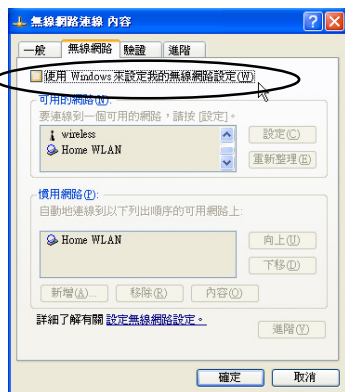 無線網路連線 內容
一般 無線網路 驗證 進階
使用 Windows 來設定我的無線網路設定(W)
可用的網路(N):
要連線到一個可用的網路，請按 [設定]。
wireless
Home WLAN
設定(C)
重新整理(E)
慣用網路(P):
自動地連線到以下列出順序的可用網路上:
Home WLAN
向上(U)
下移(D)
新增(A)... 移除(R) 內容(O)
詳細了解有關 設定無線網路設定。
進階(V)
確定 取消